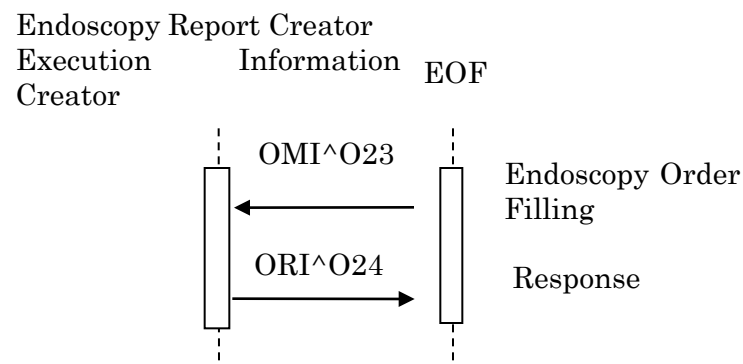 Endoscopy Report Creator
Execution Information
Creator
EOF
OMI^O23
Endoscopy Order
Filling
ORI^O24
Response